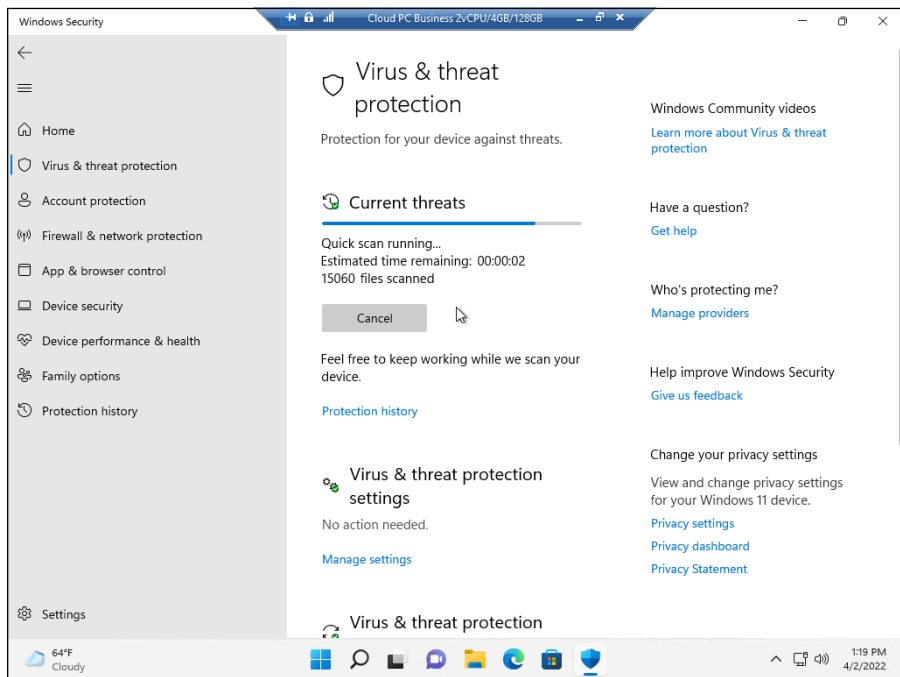 Windows Security
Cloud PC Business 2vCPU/4GB/128GB
Home
Virus & threat protection
Account protection
Firewall & network protection
App & browser control
Device security
Device performance & health
Family options
Protection history
Settings
Virus & threat
protection
Protection for your device against threats.
Current threats
Quick scan running...
Estimated time remaining: 00:00:02
15060 files scanned
Cancel
Feel free to keep working while we scan your
device.
Protection history
Virus & threat protection
settings
No action needed.
Manage settings
Virus & threat protection
Windows Community videos
Learn more about Virus & threat
protection
Have a question?
Get help
Who's protecting me?
Manage providers
Help improve Windows Security
Give us feedback
Change your privacy settings
View and change privacy settings
for your Windows 11 device.
Privacy settings
Privacy dashboard
Privacy Statement
64°F
Cloudy
1:19 PM
4/2/2022